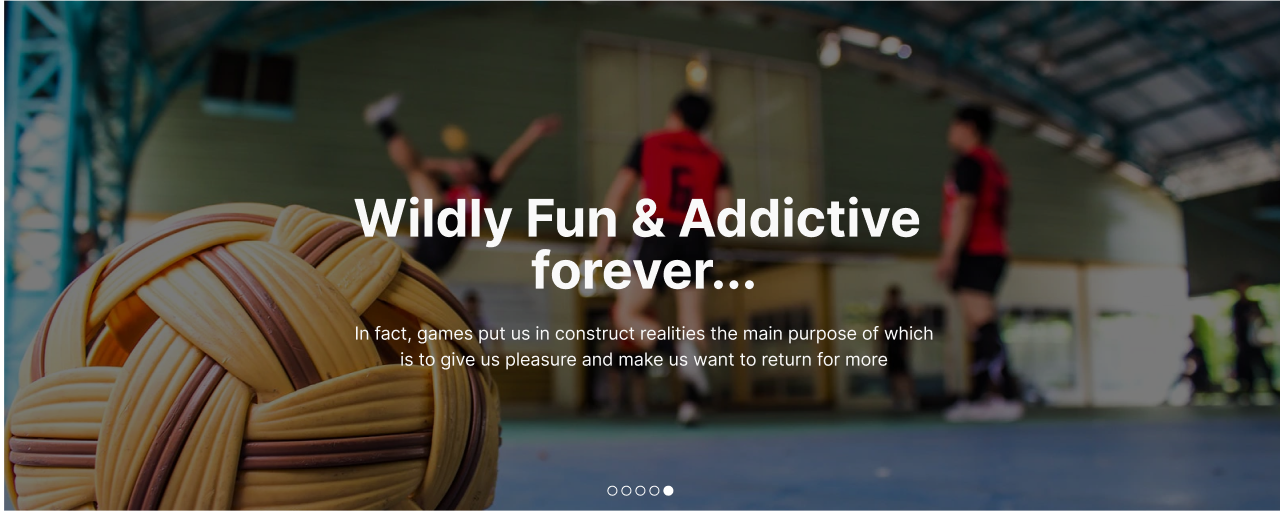 Wildly Fun & Addictive
forever...
In fact, games put us in construct realities the main purpose of which
is to give us pleasure and make us want to return for more
6